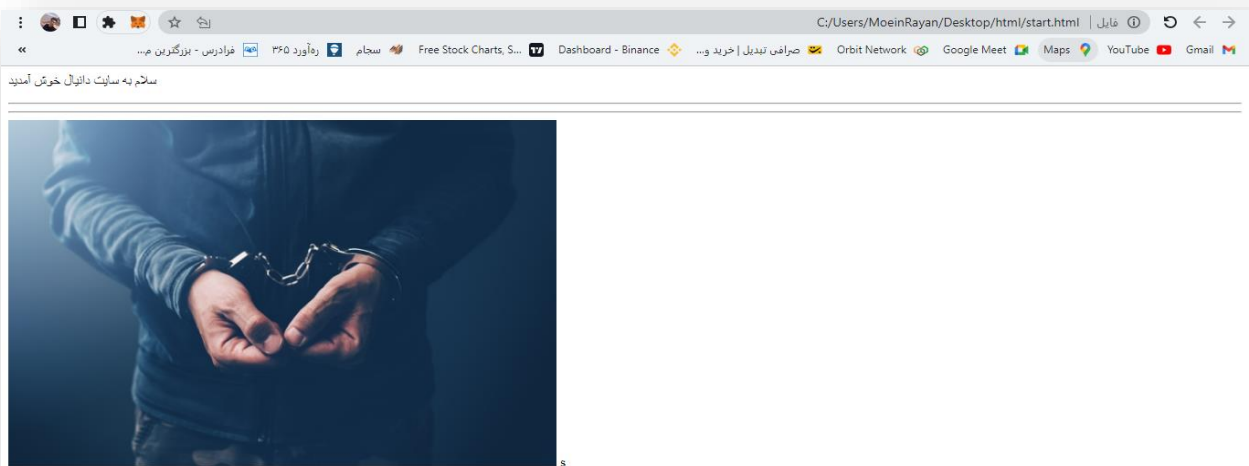 C:/Users/MoeinRayan/Desktop/html/start.html | فایل
Gmail
YouTube
Maps
Google Meet
Orbit Network
صرافی تبدیل | خرید و...
Dashboard - Binance
Free Stock Charts, S...
سجام
ره‌آورد ۳۶۵
فرادرس - بزرگترین م...
»
سلام به سایت دانیال خوش آمدید
s